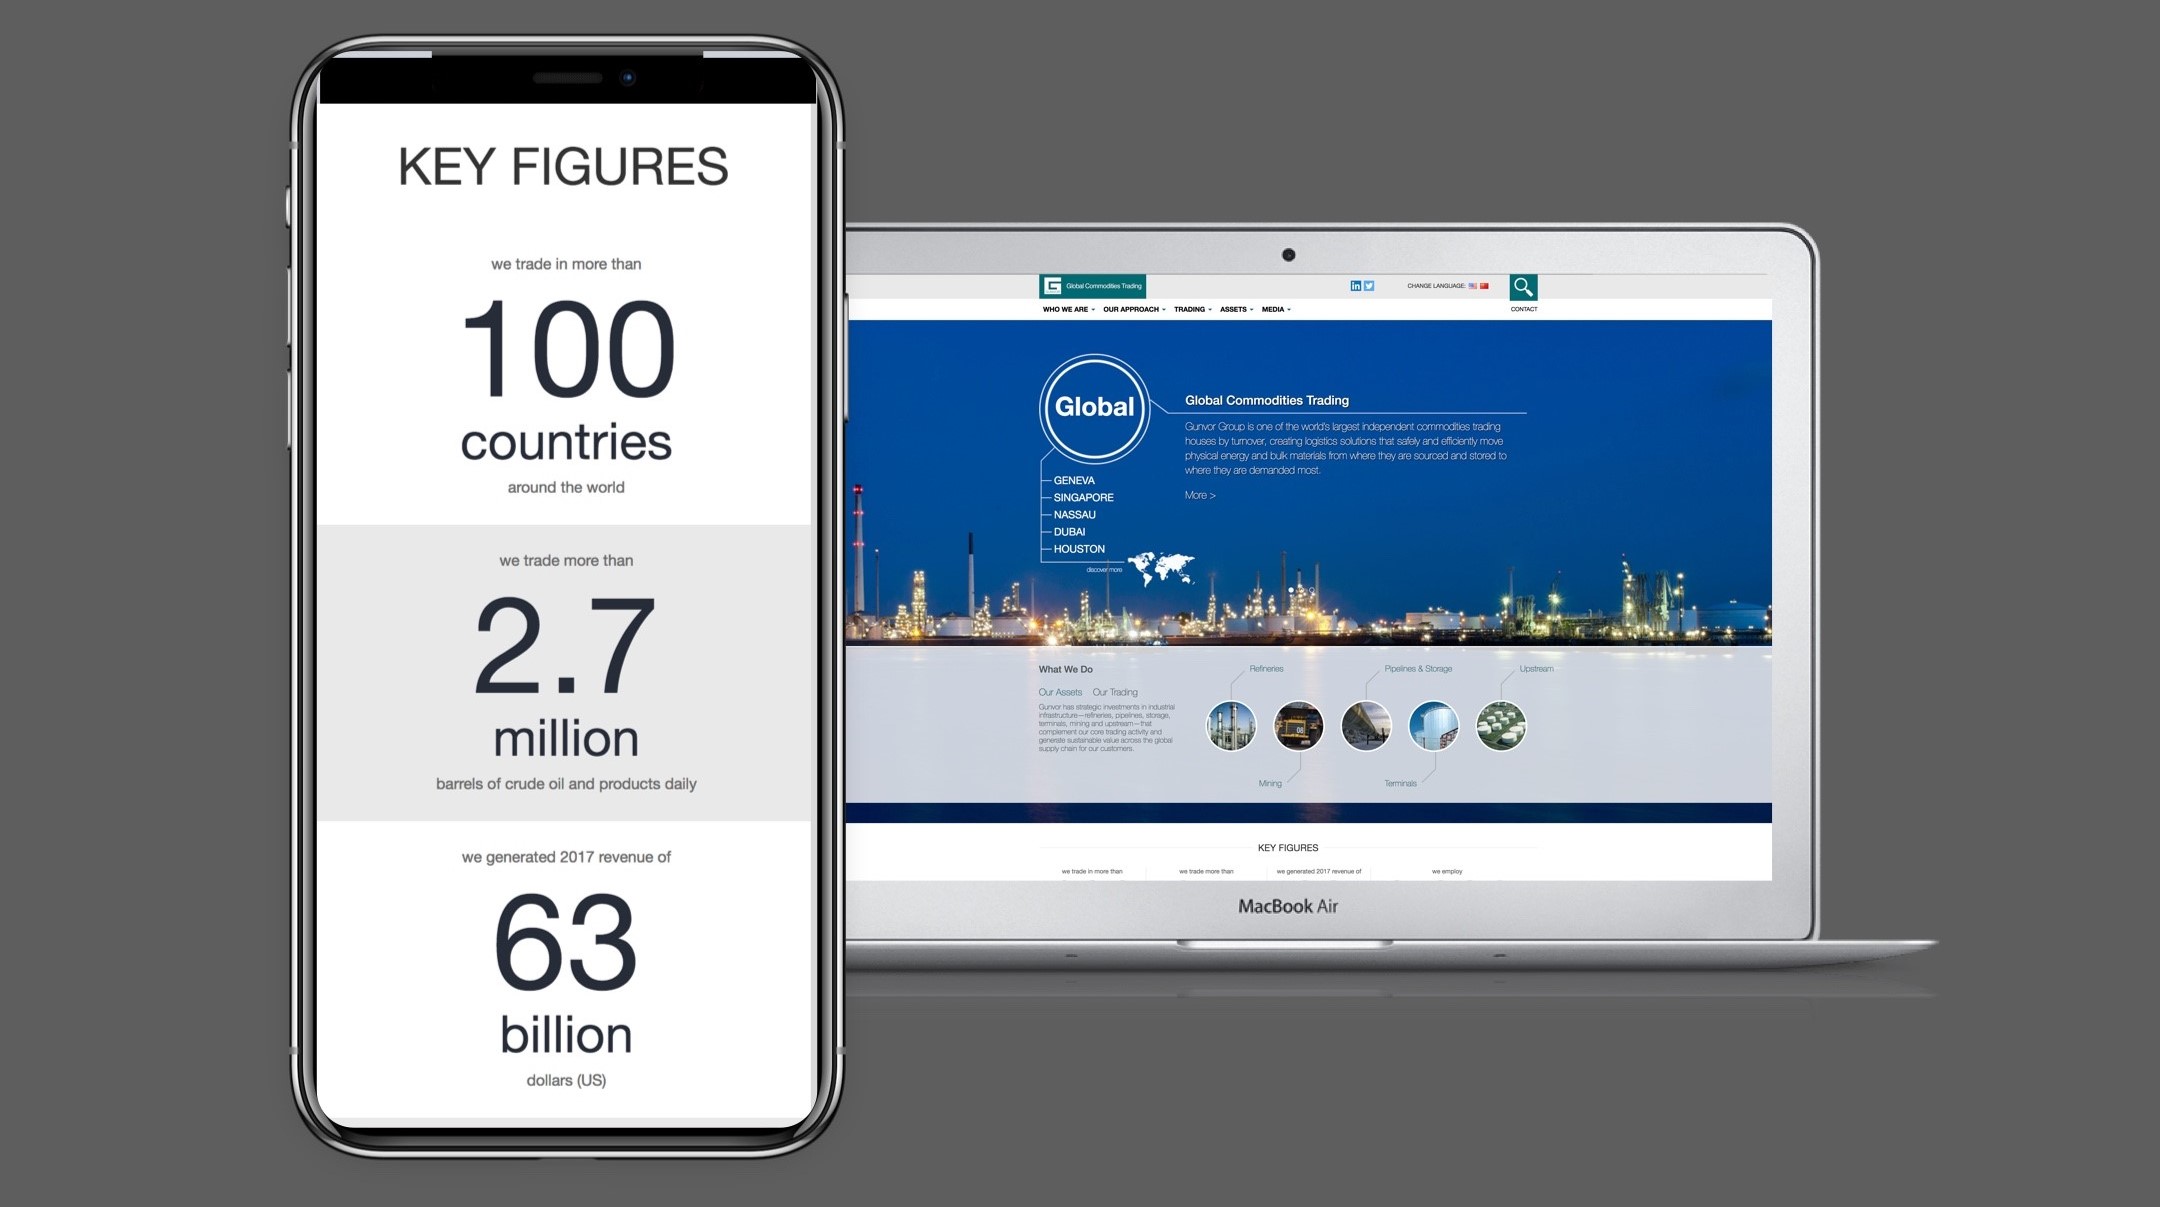 KEY FIGURES
we trade in more than
100
countries
around the world
we trade more than
2.7
million
barrels of crude oil and products daily
we generated 2017 revenue of
63
billion
dollars (US)
G Global Commodities Trading
CHANGE LANGUAGE:
CONTACT
WHO WE ARE OUR APPROACH TRADING ASSETS MEDIA
Global
GENEVA
SINGAPORE
NASSAU
DUBAI
HOUSTON
discover more
Global Commodities Trading
Gunvor Group is one of the world's largest independent commodities trading
houses by turnover, creating logistics solutions that safely and efficiently move
physical energy and bulk materials from where they are sourced and stored to
where they are demanded most.
More >
What We Do
Our Assets Our Trading
Gunvor has strategic investments in industrial
infrastructure—refineries, pipelines, storage,
terminals, mining and upstream—that
complement our core trading activity and
generate sustainable value across the global
supply chain for our customers.
Refineries
Pipelines & Storage
Upstream
08
Mining
Terminals
KEY FIGURES
we trade in more than
we trade more than
we generated 2017 revenue of
we employ
MacBook Air